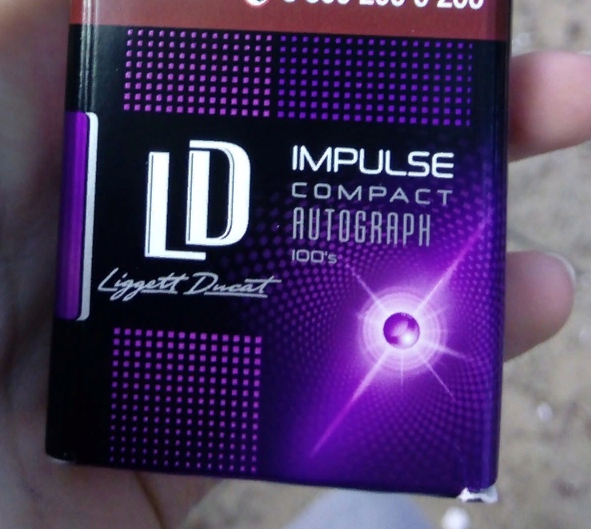 LD
Liggett Ducat
IMPULSE
COMPACT
AUTOGRAPH
100's